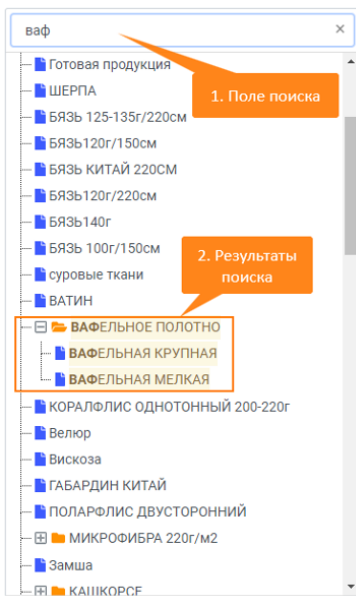 ваф
1. Поле поиска
Готовая продукция
ШЕРПА
БЯЗЬ 125-135г/220см
БЯЗЬ120г/150см
БЯЗЬ КИТАЙ 220СМ
БЯЗЬ120г/220см
БЯЗЬ140г
БЯЗЬ 100г/150см
2. Результаты
поиска
суровые ткани
ВАТИН
ВАФЕЛЬНОЕ ПОЛОТНО
ВАФЕЛЬНАЯ КРУПНАЯ
ВАФЕЛЬНАЯ МЕЛКАЯ
КОРАЛФЛИС ОДНОТОННЫЙ 200-220г
Велюр
Вискоза
ГАБАРДИН КИТАЙ
ПОЛАРФЛИС ДВУСТОРОННИЙ
МИКРОФИБРА 220г/м2
Замша
КАШКОРСЕ